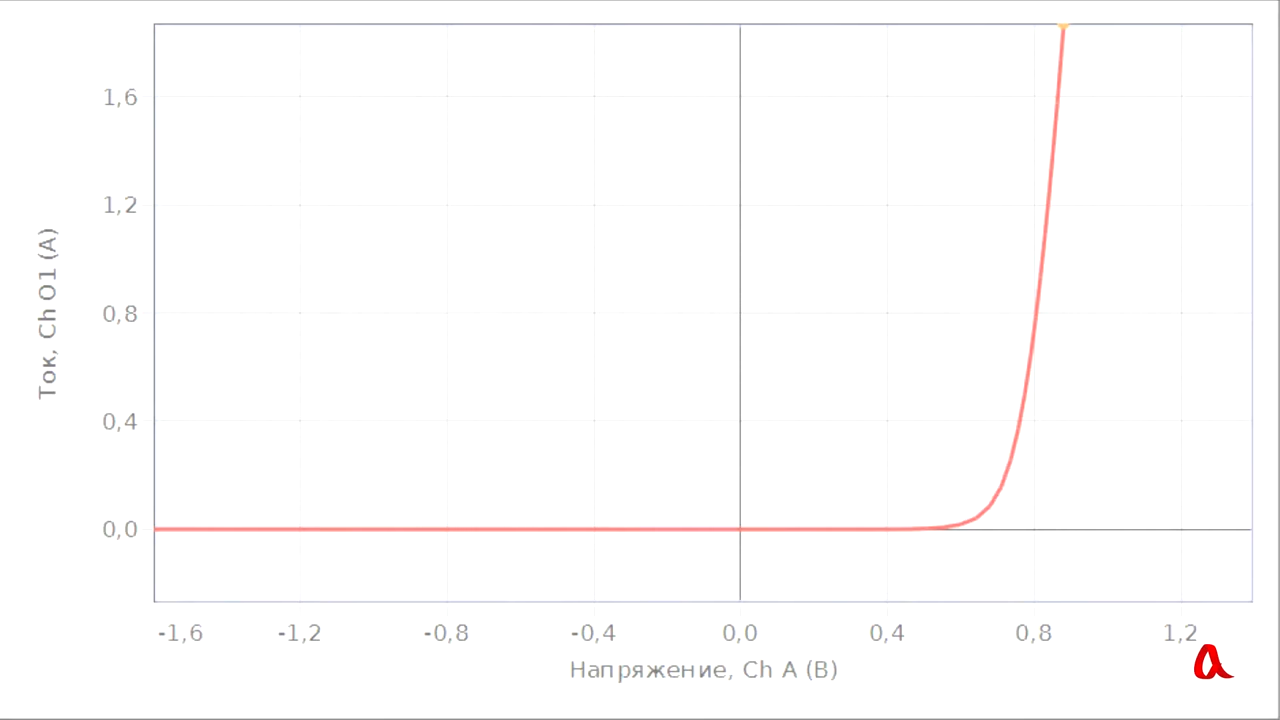 1,6
1,2
0,8
0,4
0,0
Ток, Ch O1 (А)
-1,6 -1,2 -0,8 -0,4 0,0 0,4 0,8 1,2
Напряжение, Ch A (В)
a